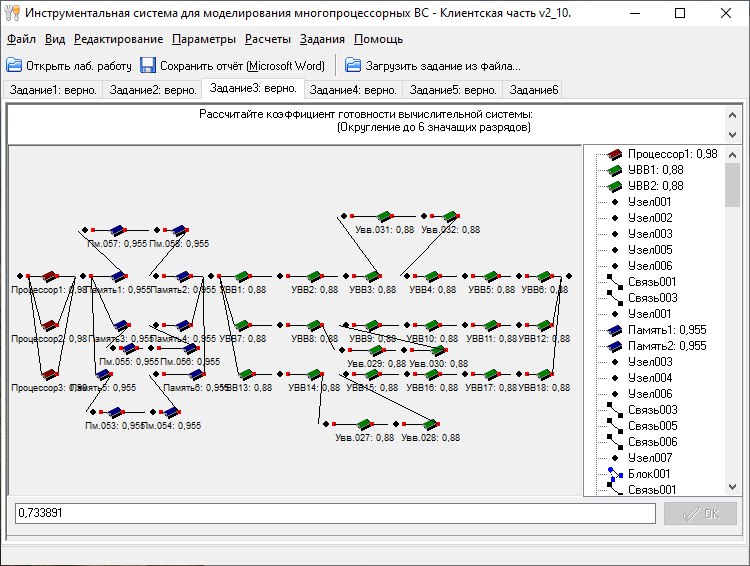 Инструментальная система для моделирования многопроцессорных ВС - Клиентская часть v2_10.
Файл Вид Редактирование Параметры Расчеты Задания Помощь
Открыть лаб. работу Сохранить отчёт (Microsoft Word) Загрузить задание из файла...
Задание1: верно. Задание2: верно. Задание3: верно. Задание4: верно. Задание5: верно. Задание6
Рассчитайте коэффициент готовности вычислительной системы:
(Округление до 6 значащих разрядов)
Увв.031: 0,88 Увв.032: 0,88
Пм.057: 0,955 Пм.058: 0,955
Процессор1: 0,98 Память1: 0,955 Память2: 0,955 УВВ1: 0,88 УВВ2: 0,88 УВВ3: 0,88 УВВ4: 0,88 УВВ5: 0,88 УВВ6: 0,88
Процессор2: 0,98 Память3: 0,955 Память4: 0,955 УВВ7: 0,88 УВВ8: 0,88 УВВ9: 0,88 УВВ10: 0,88 УВВ11: 0,88 УВВ12: 0,88
Пм.055: 0,955 Пм.056: 0,955 Увв.029: 0,88 Увв.030: 0,88
Процессор3: 0,98 Память5: 0,955 Память6: 0,955 УВВ13: 0,88 УВВ14: 0,88 УВВ15: 0,88 УВВ16: 0,88 УВВ17: 0,88 УВВ18: 0,88
Пм.053: 0,955 Пм.054: 0,955
Увв.027: 0,88 Увв.028: 0,88
Процессор1: 0,98
УВВ1: 0,88
УВВ2: 0,88
Узел001
Узел002
Узел003
Узел005
Узел006
Связь001
Связь003
Узел001
Память1: 0,955
Память2: 0,955
Узел003
Узел004
Узел006
Связь003
Связь005
Связь006
Узел007
Блок001
Связь001
0,733891
OK